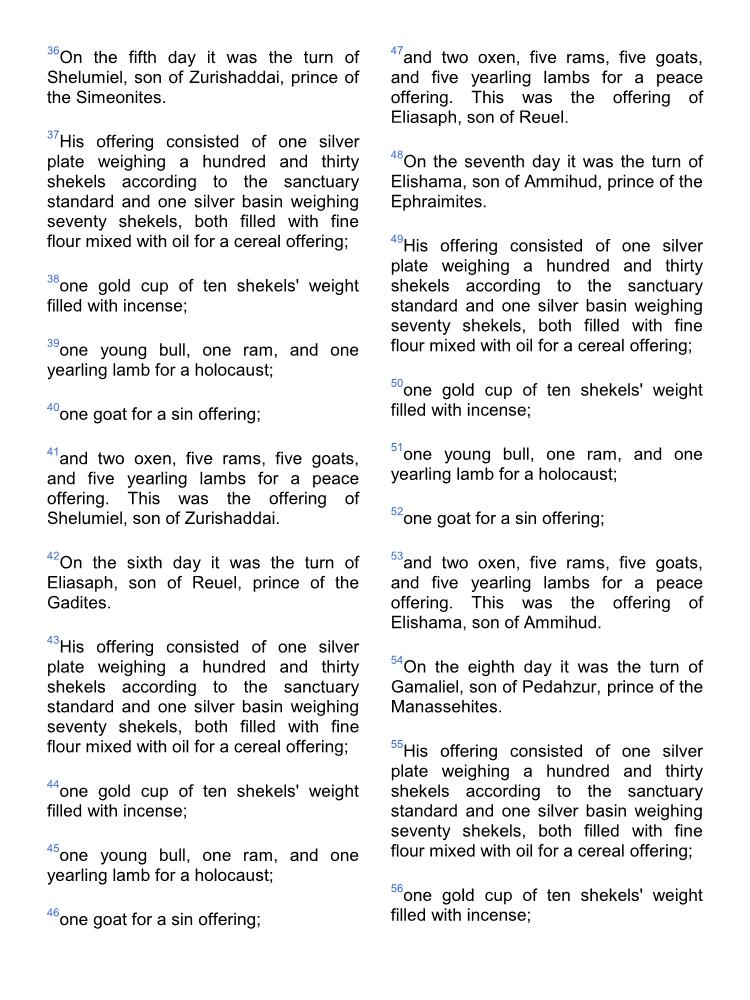 36On the fifth day it was the turn of
Shelumiel, son of Zurishaddai, prince of
the Simeonites.
37His offering consisted of one silver
plate weighing a hundred and thirty
shekels according to the sanctuary
standard and one silver basin weighing
seventy shekels, both filled with fine
flour mixed with oil for a cereal offering;
38one gold cup of ten shekels' weight
filled with incense;
39one young bull, one ram, and one
yearling lamb for a holocaust;
40one goat for a sin offering;
41and two oxen, five rams, five goats,
and five yearling lambs for a peace
offering. This was the offering of
Shelumiel, son of Zurishaddai.
42On the sixth day it was the turn of
Eliasaph, son of Reuel, prince of the
Gadites.
43His offering consisted of one silver
plate weighing a hundred and thirty
shekels according to the sanctuary
standard and one silver basin weighing
seventy shekels, both filled with fine
flour mixed with oil for a cereal offering;
44one gold cup of ten shekels' weight
filled with incense;
45one young bull, one ram, and one
yearling lamb for a holocaust;
46one goat for a sin offering;
47and two oxen, five rams, five goats,
and five yearling lambs for a peace
offering. This was the offering of
Eliasaph, son of Reuel.
48On the seventh day it was the turn of
Elishama, son of Ammihud, prince of the
Ephraimites.
49His offering consisted of one silver
plate weighing a hundred and thirty
shekels according to the sanctuary
standard and one silver basin weighing
seventy shekels, both filled with fine
flour mixed with oil for a cereal offering;
50one gold cup of ten shekels' weight
filled with incense;
51one young bull, one ram, and one
yearling lamb for a holocaust;
52one goat for a sin offering;
53and two oxen, five rams, five goats,
and five yearling lambs for a peace
offering. This was the offering of
Elishama, son of Ammihud.
54On the eighth day it was the turn of
Gamaliel, son of Pedahzur, prince of the
Manassehites.
55His offering consisted of one silver
plate weighing a hundred and thirty
shekels according to the sanctuary
standard and one silver basin weighing
seventy shekels, both filled with fine
flour mixed with oil for a cereal offering;
56one gold cup of ten shekels' weight
filled with incense;